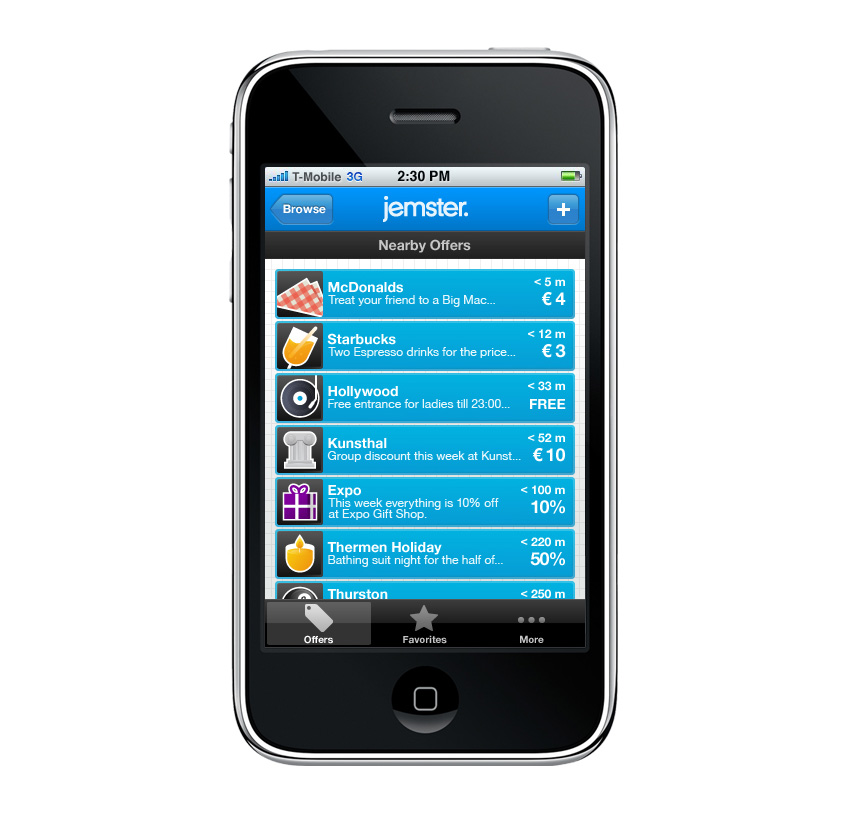 T-Mobile 3G 2:30 PM
Browse jemster. +
Nearby Offers
McDonalds < 5 m
Treat your friend to a Big Mac... € 4
Starbucks < 12 m
Two Espresso drinks for the price... € 3
Hollywood < 33 m
Free entrance for ladies till 23:00... FREE
Kunsthal < 52 m
Group discount this week at Kunst... € 10
Expo < 100 m
This week everything is 10% off 10%
at Expo Gift Shop.
Thermen Holiday < 220 m
Bathing suit night for the half of... 50%
Thurston < 250 m
Offers Favorites More